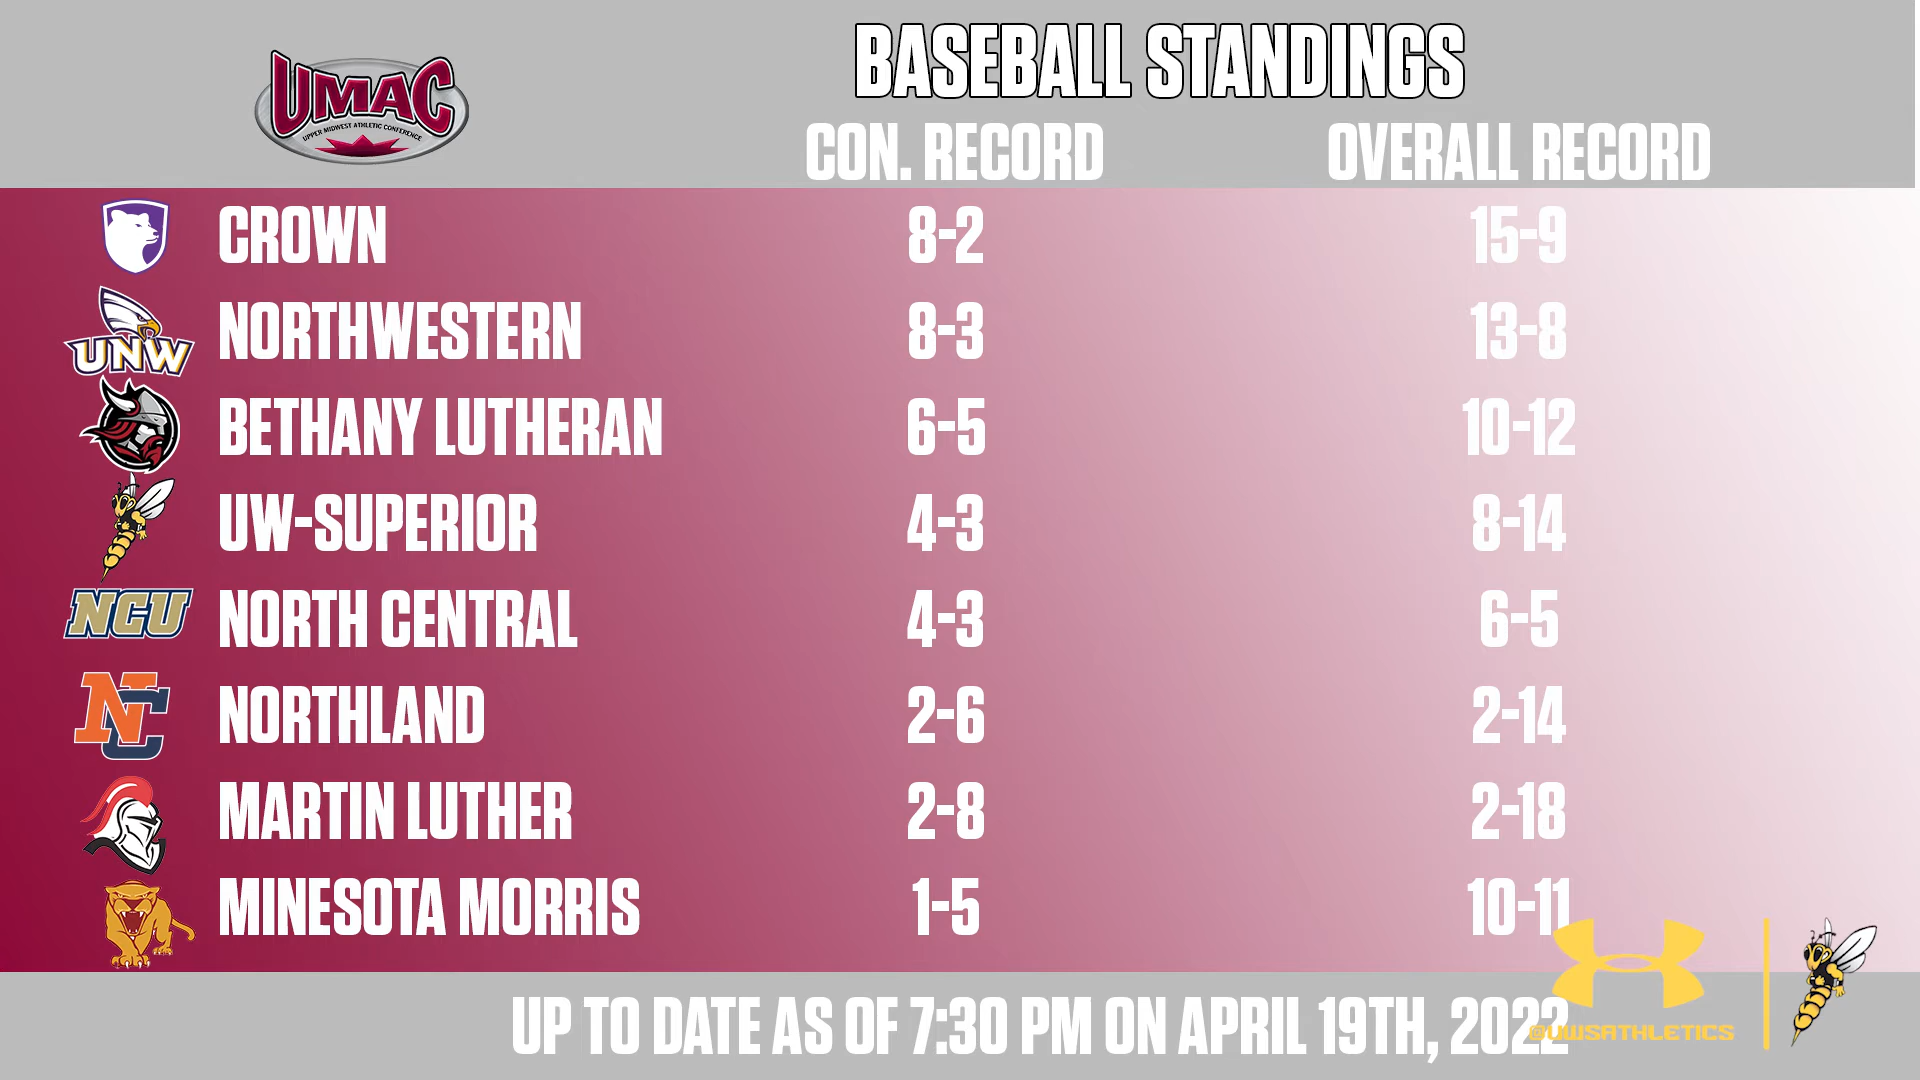 BASEBALL STANDINGS
UMAC
UPPER MIDWEST ATHLETIC CONFERENCE
CON. RECORD OVERALL RECORD
CROWN 8-2 15-9
UNW NORTHWESTERN 8-3 13-8
BETHANY LUTHERAN 6-5 10-12
UW-SUPERIOR 4-3 8-14
NCU NORTH CENTRAL 4-3 6-5
NC NORTHLAND 2-6 2-14
MARTIN LUTHER 2-8 2-18
MINESOTA MORRIS 1-5 10-11
UP TO DATE AS OF 7:30 PM ON APRIL 19TH, 2022
@UWSATHLETICS